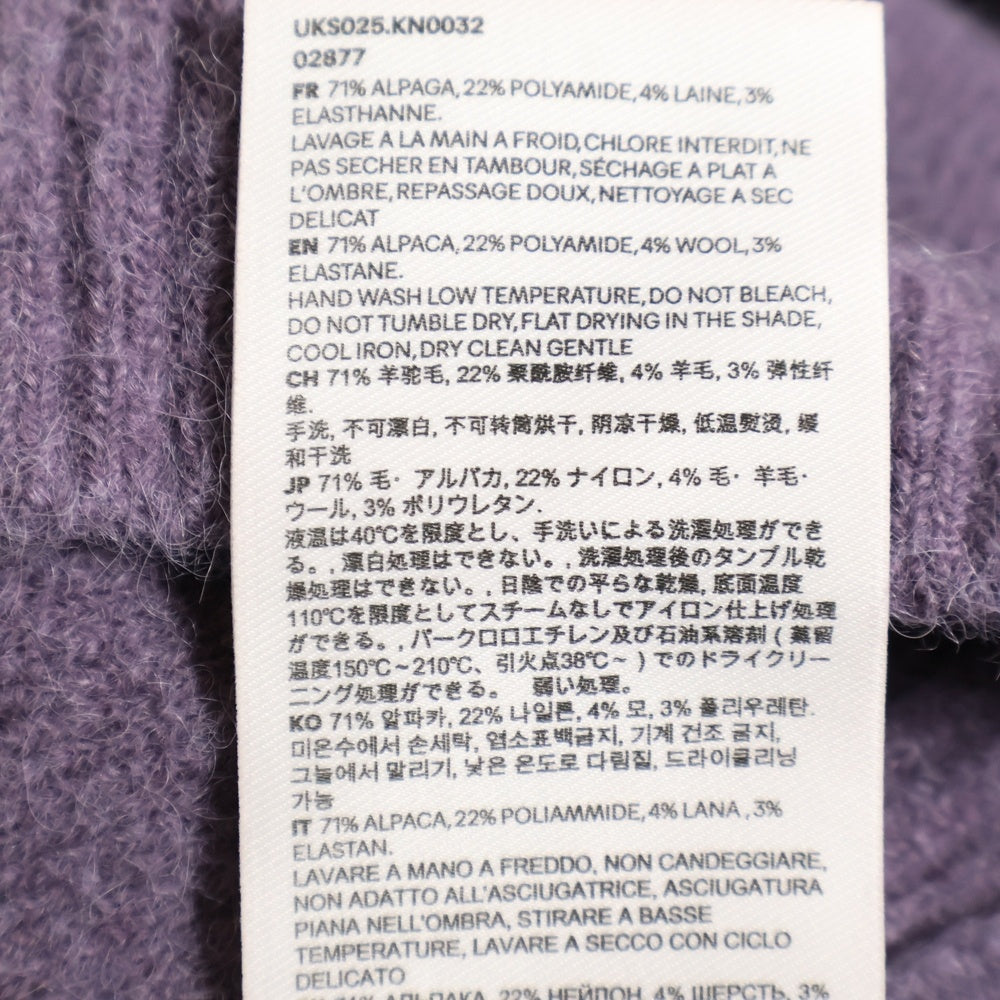 UKS025.KN0032
02877
FR 71% ALPAGA, 22% POLYAMIDE, 4% LAINE, 3%
ELASTHANNE.
LAVAGE A LA MAIN A FROID, CHLORE INTERDIT, NE
PAS SECHER EN TAMBOUR, SÉCHAGE A PLAT A
L'OMBRE, REPASSAGE DOUX, NETTOYAGE A SEC
DELICAT
EN 71% ALPACA, 22% POLYAMIDE, 4% WOOL, 3%
ELASTANE.
HAND WASH LOW TEMPERATURE, DO NOT BLEACH,
DO NOT TUMBLE DRY, FLAT DRYING IN THE SHADE,
COOL IRON, DRY CLEAN GENTLE
CH 71% 羊驼毛, 22% 聚酰胺纤维, 4% 羊毛, 3% 弹性纤
维.
手洗, 不可漂白, 不可转筒烘干, 阴凉干燥, 低温熨烫, 缓
和干洗
JP 71% 毛· アルパカ, 22% ナイロン, 4% 毛· 羊毛·
ウール, 3% ポリウレタン.
液温は40℃を限度とし、手洗いによる洗濯処理ができ
る。, 漂白処理はできない。, 洗濯処理後のタンブル乾
燥処理はできない。, 日陰での平らな乾燥, 底面温度
110℃を限度としてスチームなしでアイロン仕上げ処理
ができる。, パークロロエチレン及び石油系溶剤 ( 蒸留
温度150℃～210℃、引火点38℃～ ) でのドライクリー
ニング処理ができる。 弱い処理。
KO 71% 알파카, 22% 나일론, 4% 모, 3% 폴리우레탄.
미온수에서 손세탁, 염소표백금지, 기계 건조 금지,
그늘에서 말리기, 낮은 온도로 다림질, 드라이클리닝
가능
IT 71% ALPACA, 22% POLIAMMIDE, 4% LANA , 3%
ELASTAN.
LAVARE A MANO A FREDDO, NON CANDEGGIARE,
NON ADATTO ALL'ASCIUGATRICE, ASCIUGATURA
PIANA NELL'OMBRA, STIRARE A BASSE
TEMPERATURE, LAVARE A SECCO CON CICLO
DELICATO
71% АЛЬПАКА, 22% НЕЙЛОН, 4% ШЕРСТЬ, 3%